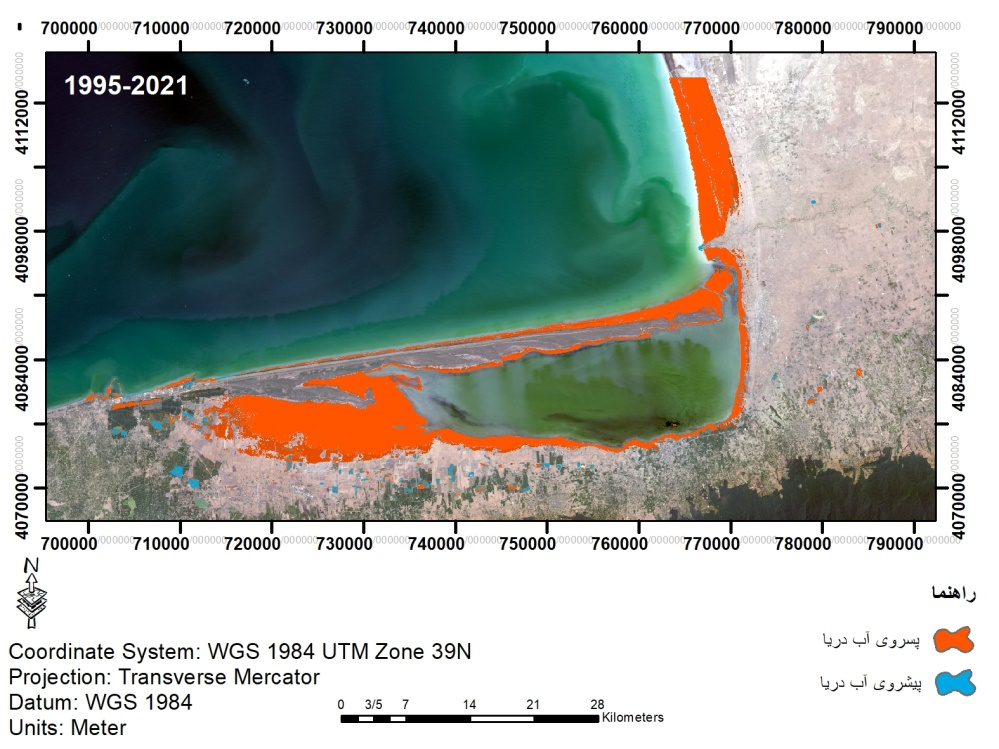 700000 710000 720000 730000 740000 750000 760000 770000 780000 790000
1995-2021
4112000 4112000
4098000 4098000
4084000 4084000
4070000 4070000
700000 710000 720000 730000 740000 750000 760000 770000 780000 790000
N
راهنما
پسروی آب دریا
پیشروی آب دریا
Coordinate System: WGS 1984 UTM Zone 39N
Projection: Transverse Mercator
Datum: WGS 1984
Units: Meter
0 3/5 7 14 21 28
Kilometers